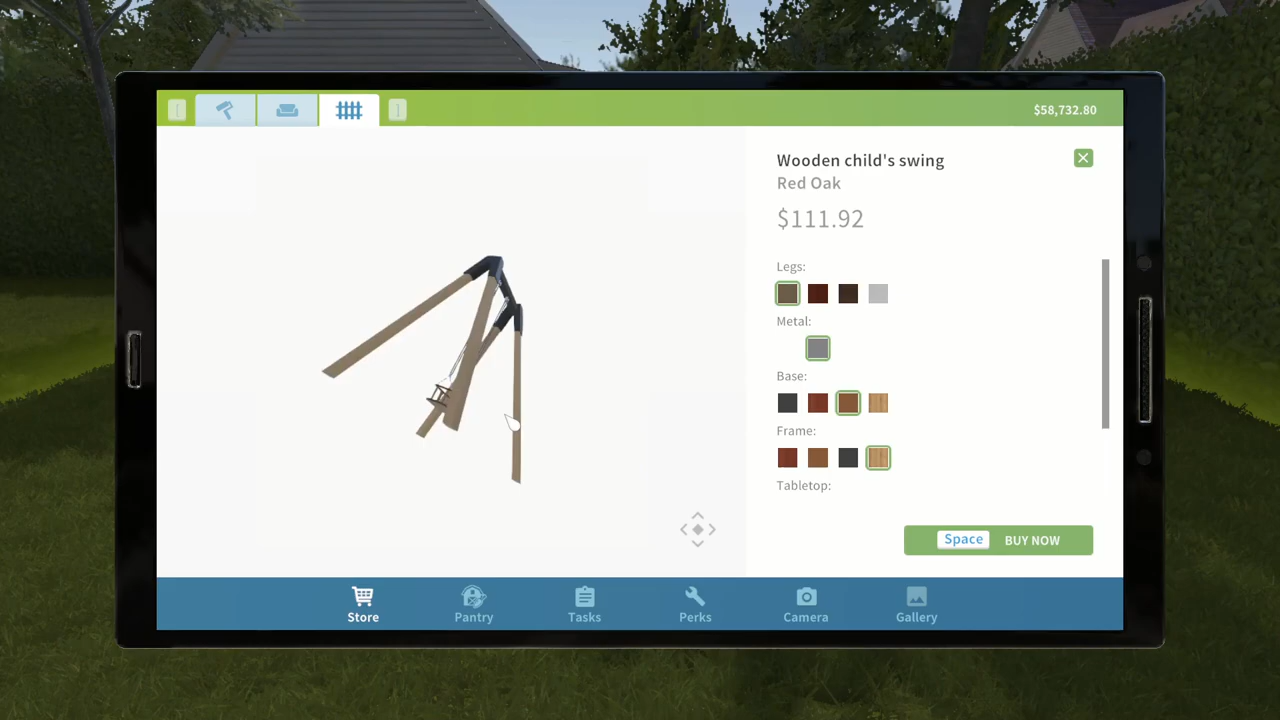 [
]
$58,732.80
Wooden child's swing
Red Oak
$111.92
Legs:
Metal:
Base:
Frame:
Tabletop:
Space BUY NOW
Store
Pantry
Tasks
Perks
Camera
Gallery